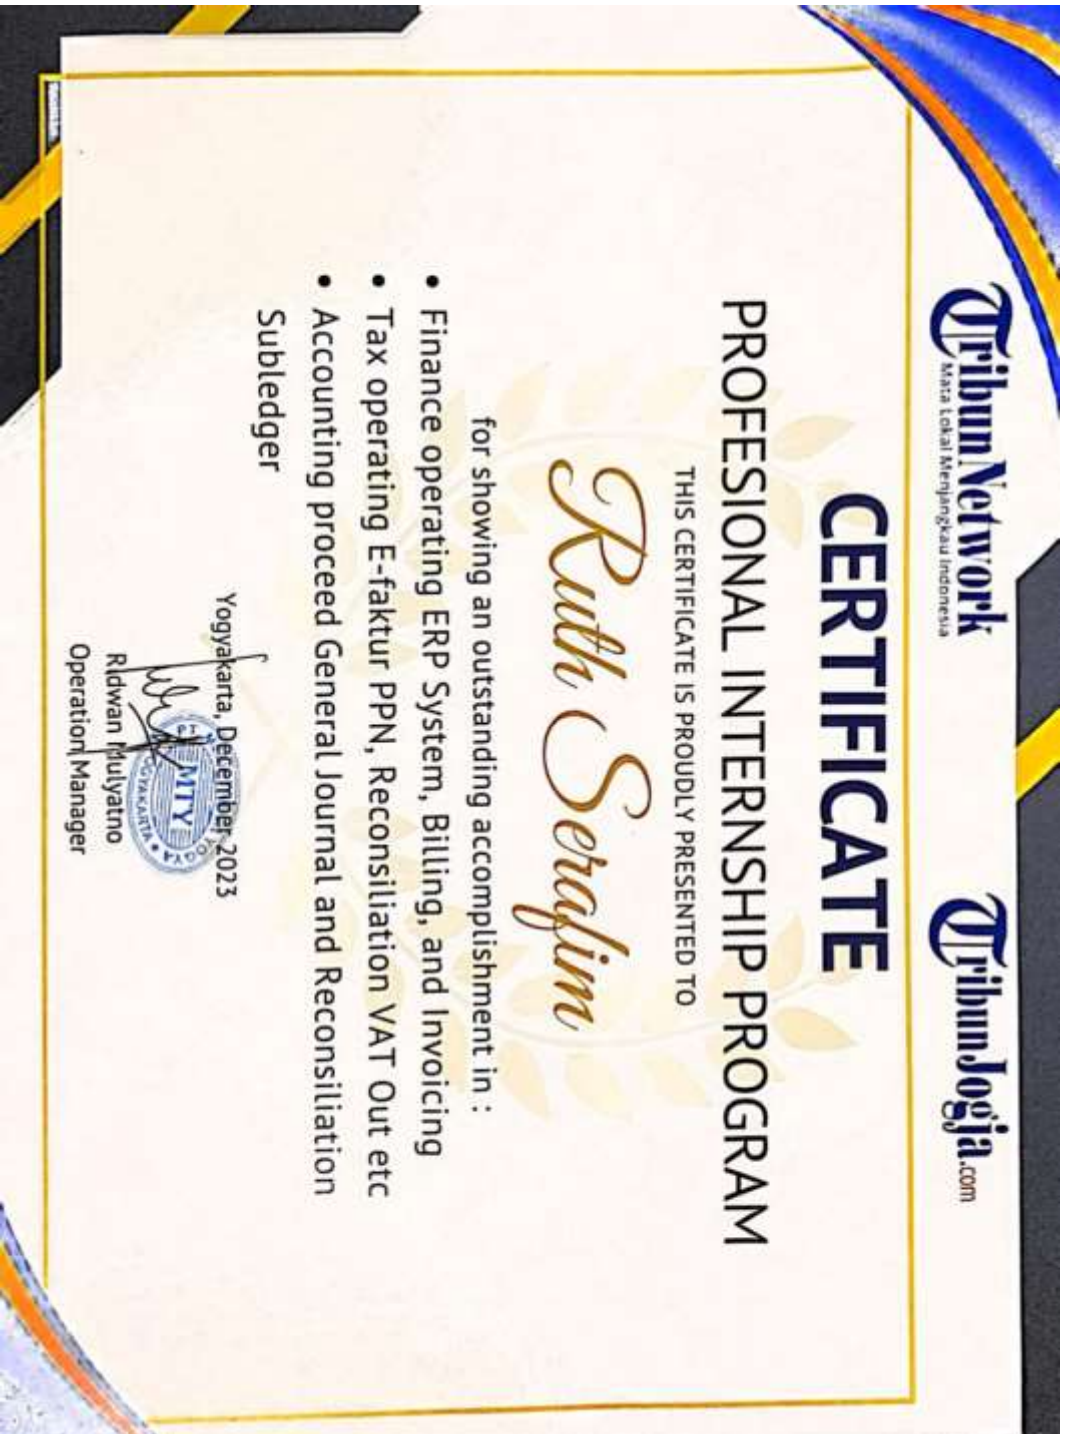 TribunNetwork
Mata Lokal Menjangkau Indonesia
TribunJogja.com
CERTIFICATE
PROFESIONAL INTERNSHIP PROGRAM
THIS CERTIFICATE IS PROUDLY PRESENTED TO
Ruth Serafim
for showing an outstanding accomplishment in :
• Finance operating ERP System, Billing, and Invoicing
• Tax operating E-faktur PPN, Reconsiliation VAT Out etc
• Accounting proceed General Journal and Reconsiliation
Subledger
Yogyakarta, December 2023
MTY
YOGYAKARTA
Ridwan Mulyatno
Operation Manager